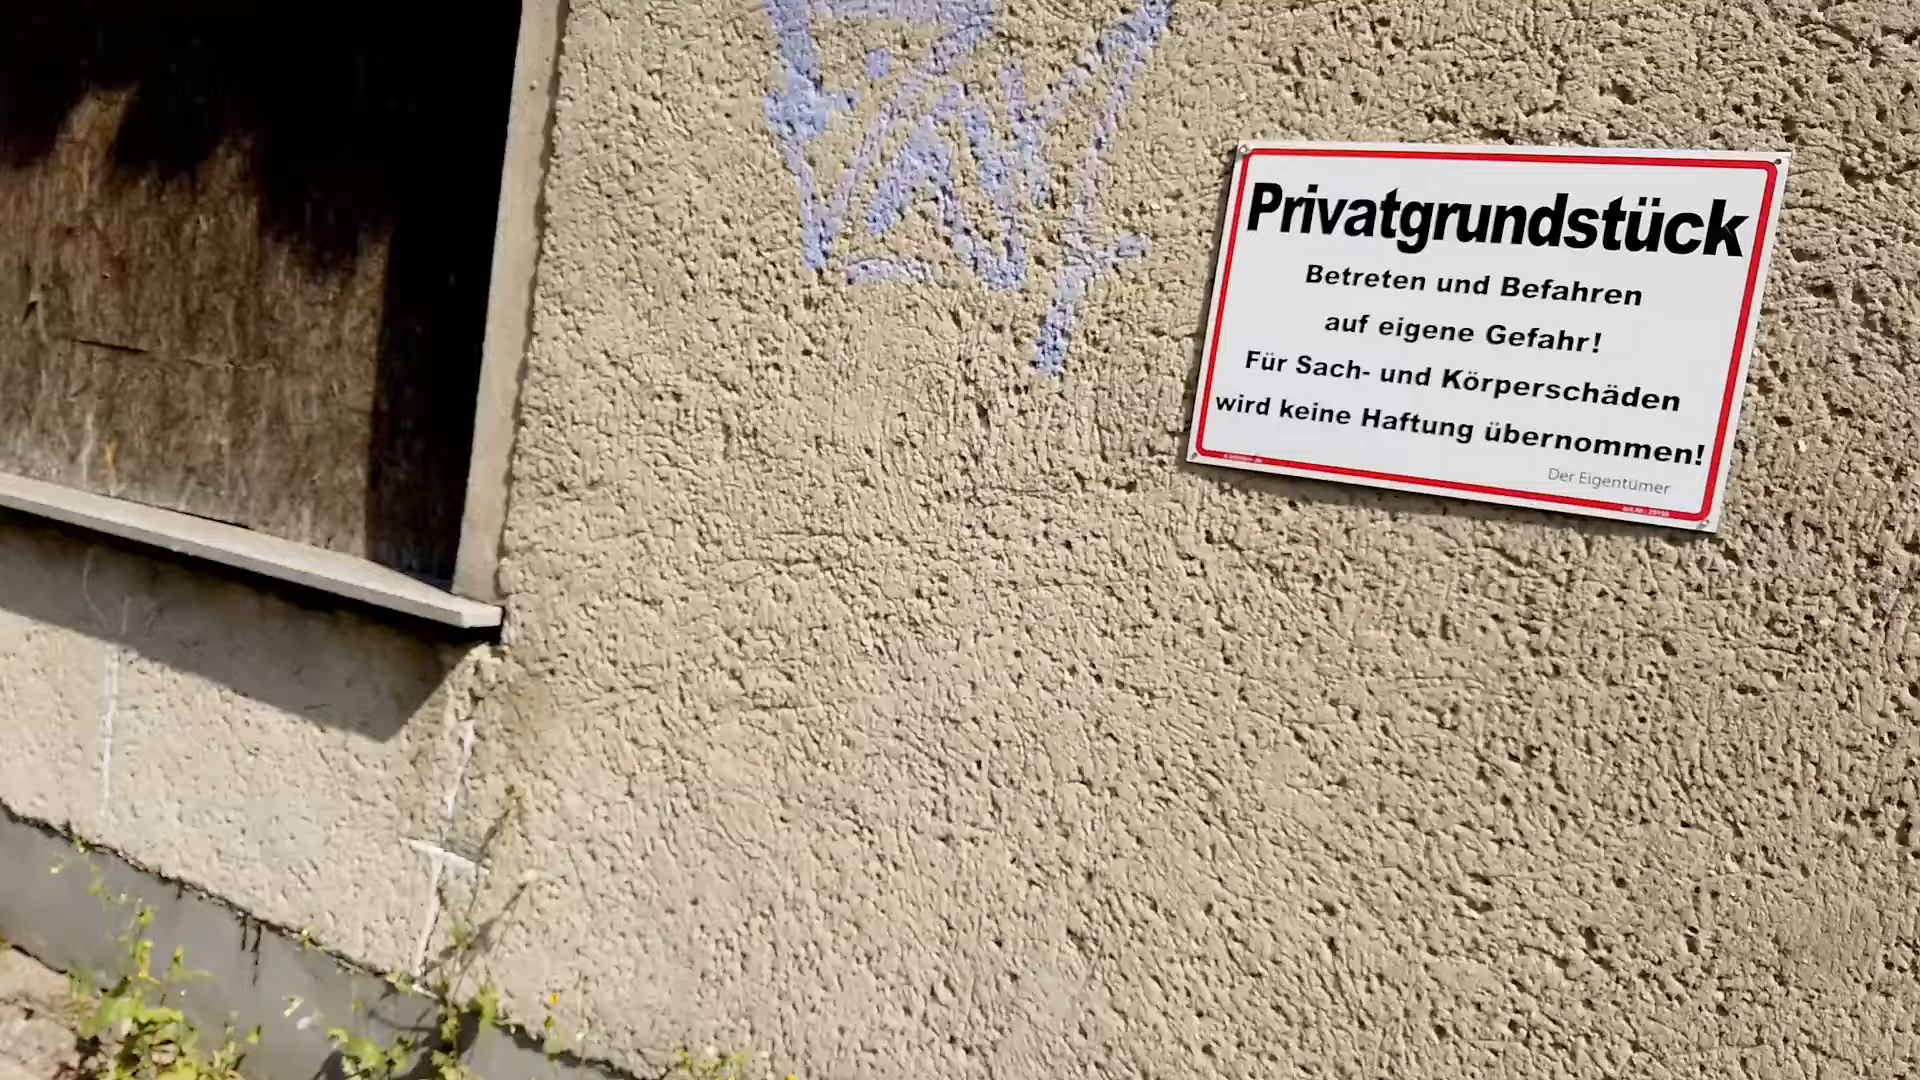 Privatgrundstück
Betreten und Befahren
auf eigene Gefahr!
Für Sach- und Körperschäden
wird keine Haftung übernommen!
Der Eigentümer